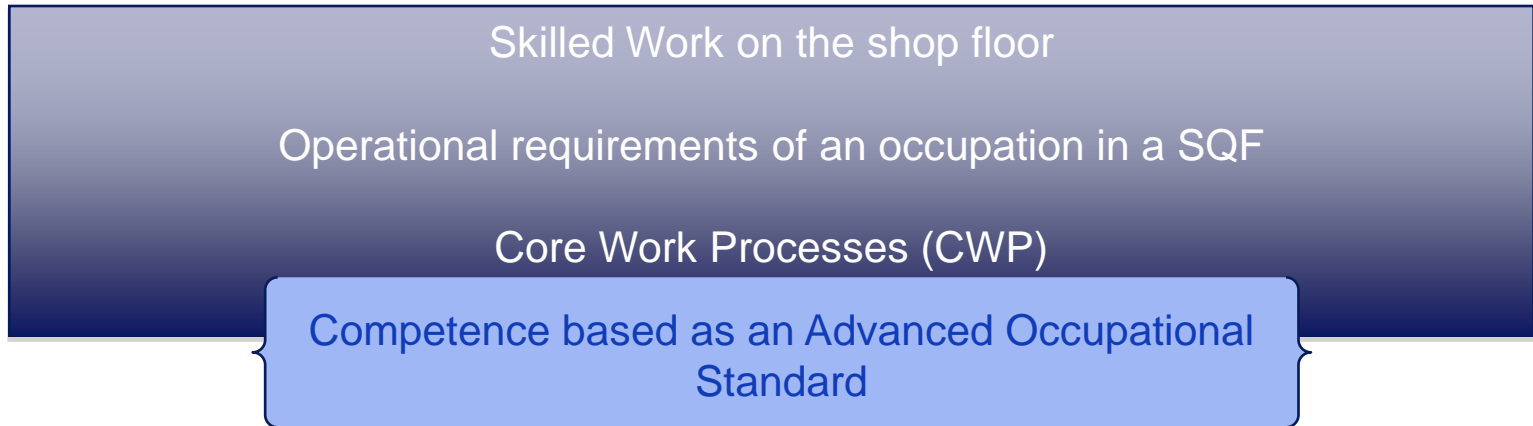 Skilled Work on the shop floor
Operational requirements of an occupation in a SQF
Core Work Processes (CWP)
Competence based as an Advanced Occupational
Standard